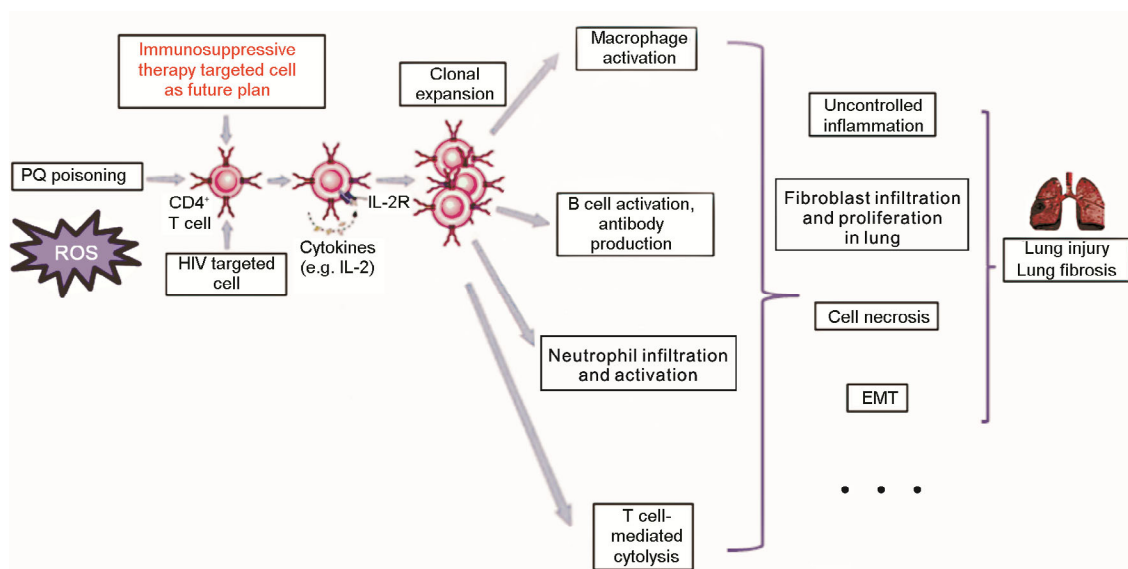 Immunosuppressive
therapy targeted cell
as future plan
PQ poisoning
ROS
CD4⁺
T cell
HIV targeted
cell
IL-2R
Cytokines
(e.g. IL-2)
Clonal
expansion
Macrophage
activation
B cell activation,
antibody
production
Neutrophil infiltration
and activation
T cell-
mediated
cytolysis
Uncontrolled
inflammation
Fibroblast infiltration
and proliferation
in lung
Cell necrosis
EMT
• • •
Lung injury
Lung fibrosis